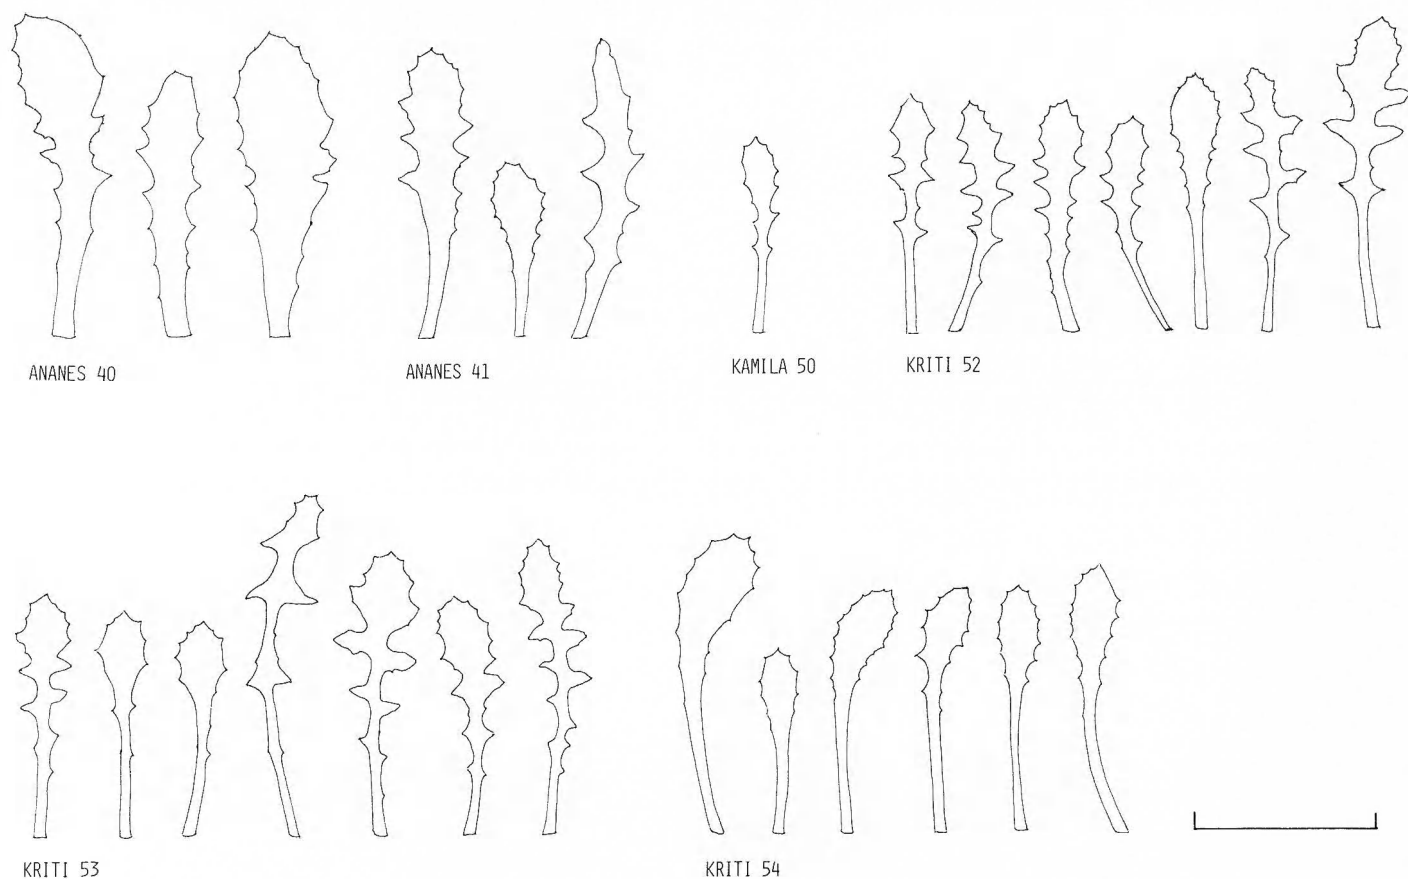 ANANES 40
ANANES 41
KAMILA 50
KRITI 52
KRITI 53
KRITI 54